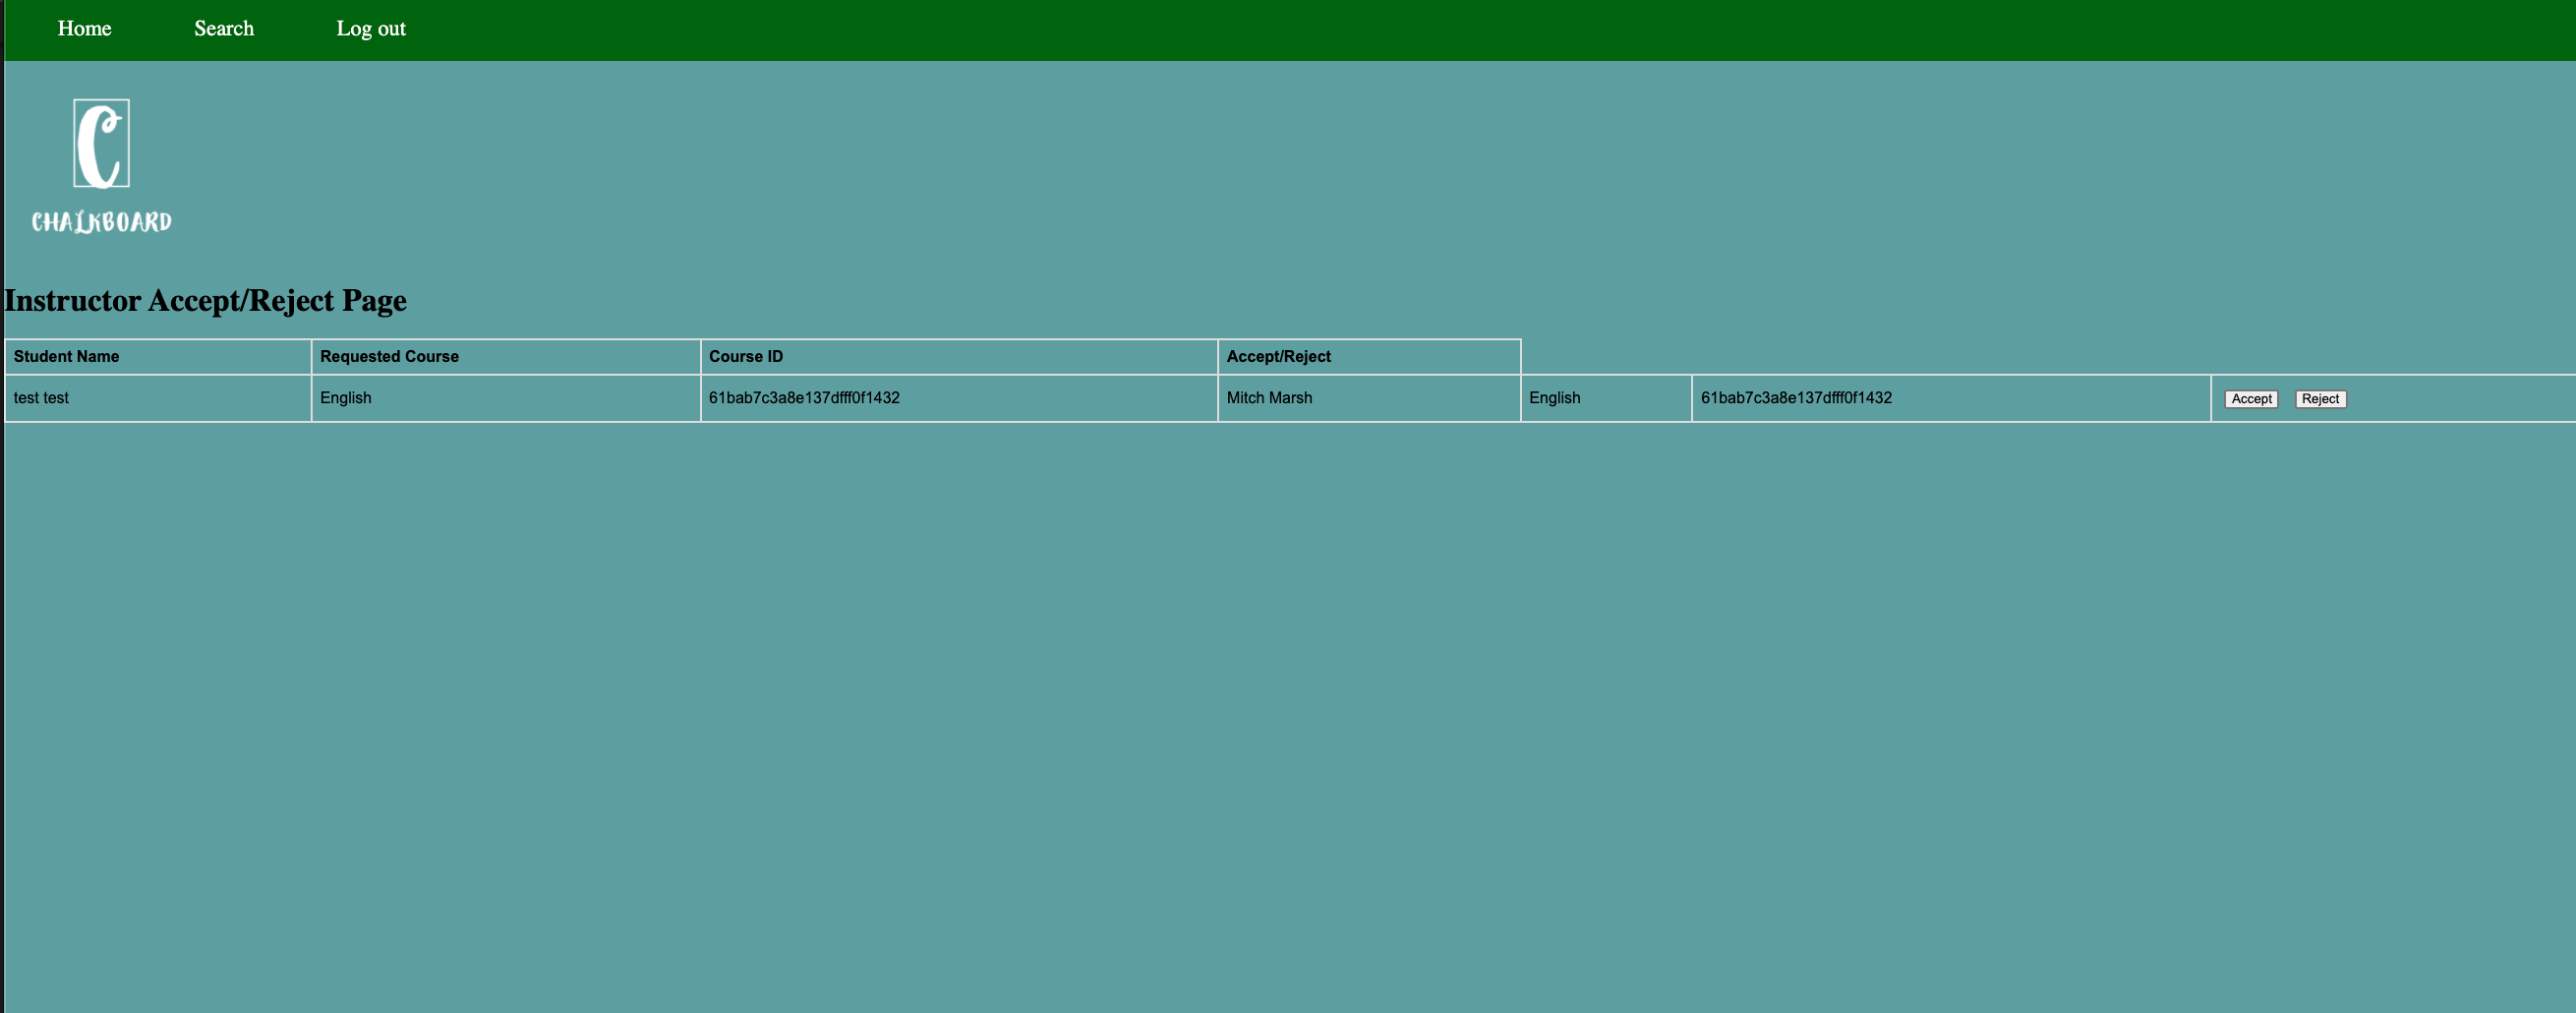 Home Search Log out
C
CHALKBOARD
Instructor Accept/Reject Page
Student Name Requested Course Course ID Accept/Reject
test test English 61bab7c3a8e137dfff0f1432 Mitch Marsh English 61bab7c3a8e137dfff0f1432 Accept Reject